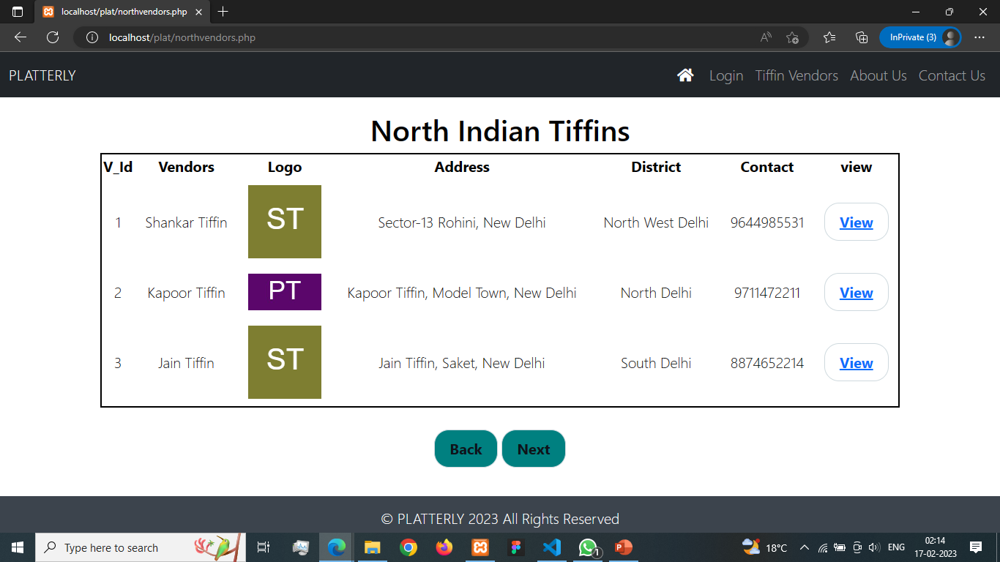 localhost/plat/northvendors.php
localhost/plat/northvendors.php
InPrivate (3)
PLATTERLY
Login Tiffin Vendors About Us Contact Us
North Indian Tiffins
V_Id Vendors Logo Address District Contact view
1 Shankar Tiffin ST Sector-13 Rohini, New Delhi North West Delhi 9644985531 View
2 Kapoor Tiffin PT Kapoor Tiffin, Model Town, New Delhi North Delhi 9711472211 View
3 Jain Tiffin ST Jain Tiffin, Saket, New Delhi South Delhi 8874652214 View
Back Next
© PLATTERLY 2023 All Rights Reserved
Type here to search
1
18°C
ENG
02:14
17-02-2023